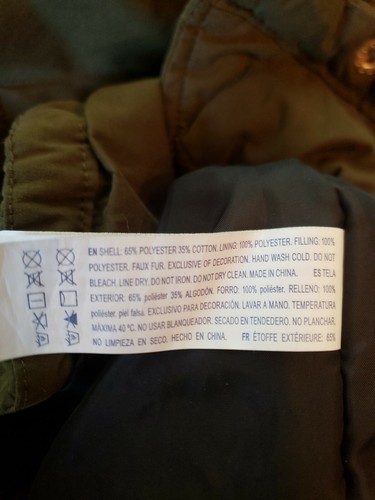 EN SHELL: 65% POLYESTER 35% COTTON. LINING: 100% POLYESTER. FILLING: 100%
POLYESTER. FAUX FUR. EXCLUSIVE OF DECORATION. HAND WASH COLD. DO NOT
BLEACH. LINE DRY. DO NOT IRON. DO NOT DRY CLEAN. MADE IN CHINA. ES TELA
EXTERIOR: 65% poliéster 35% ALGODÓN. FORRO: 100% poliéster. RELLENO: 100%
poliéster. piel falsa. EXCLUSIVO PARA DECORACIÓN. LAVAR A MANO. TEMPERATURA
MÁXIMA 40 ºC. NO USAR BLANQUEADOR. SECADO EN TENDEDERO. NO PLANCHAR.
NO LIMPIEZA EN SECO. HECHO EN CHINA. FR ÉTOFFE EXTÉRIEURE: 65%